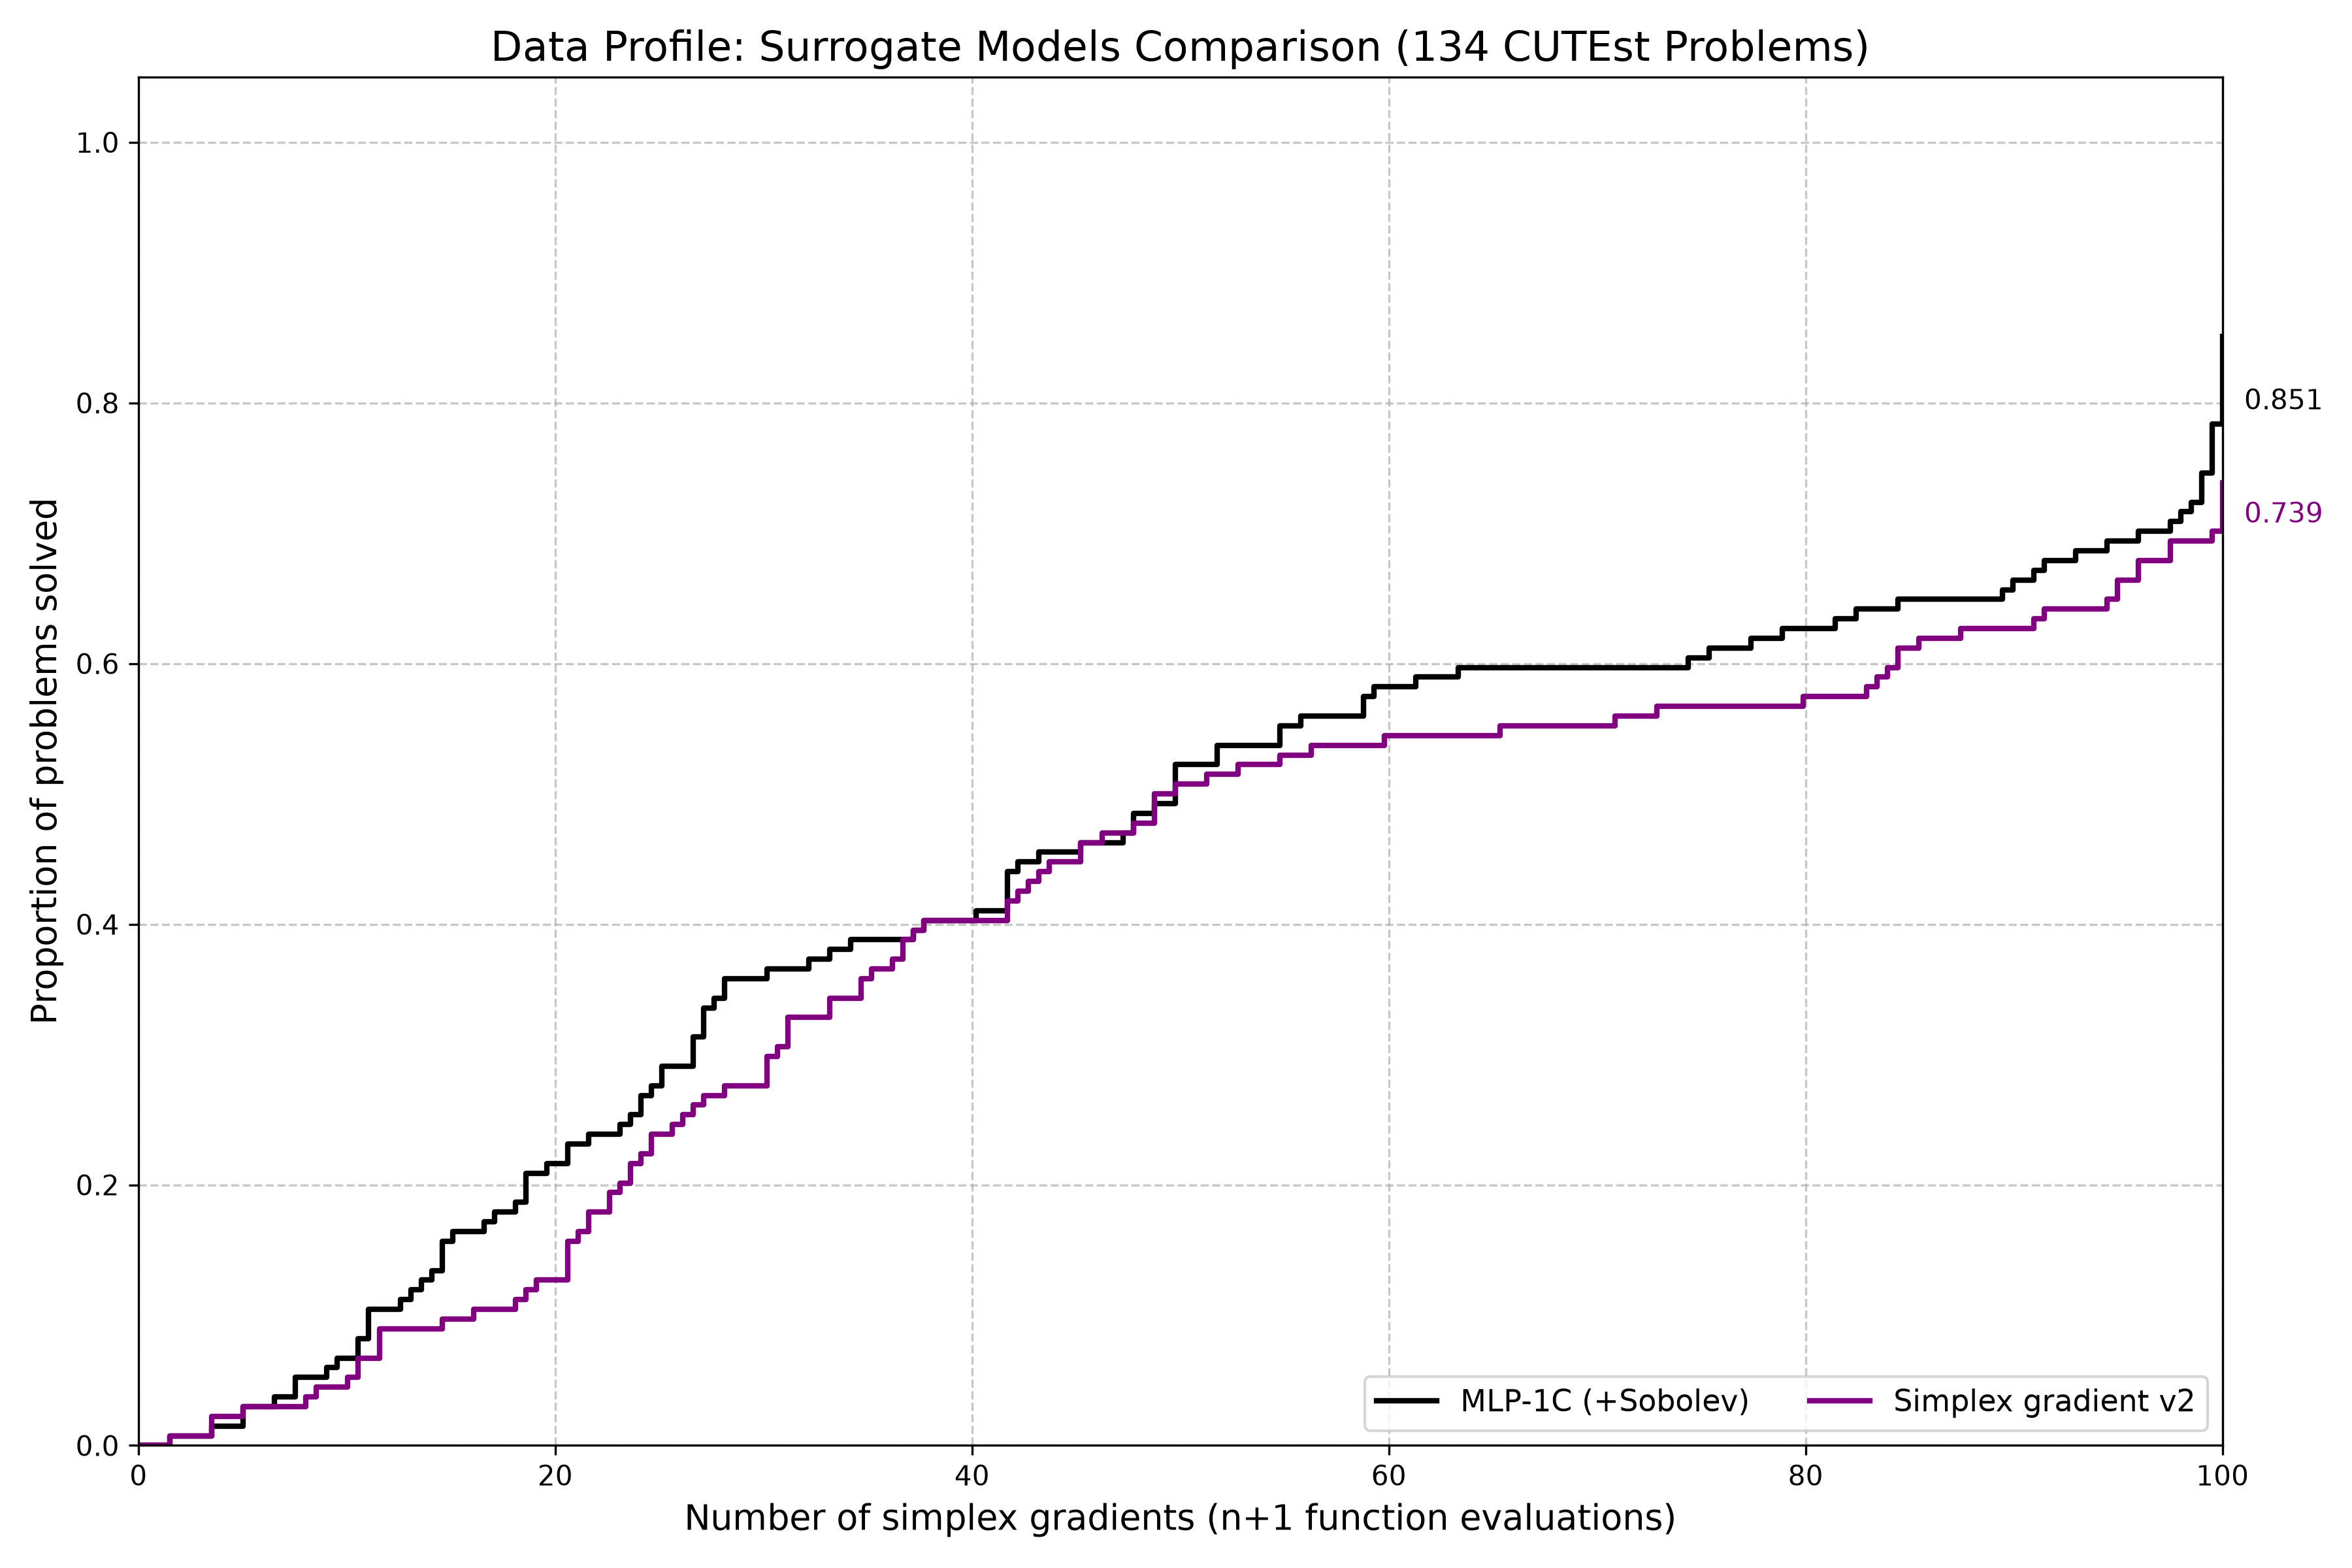 Data Profile: Surrogate Models Comparison (134 CUTEst Problems)
Proportion of problems solved
1.0
0.8
0.6
0.4
0.2
0.0
0.851
0.739
MLP-1C (+Sobolev)
Simplex gradient v2
0
20
40
60
80
100
Number of simplex gradients (n+1 function evaluations)